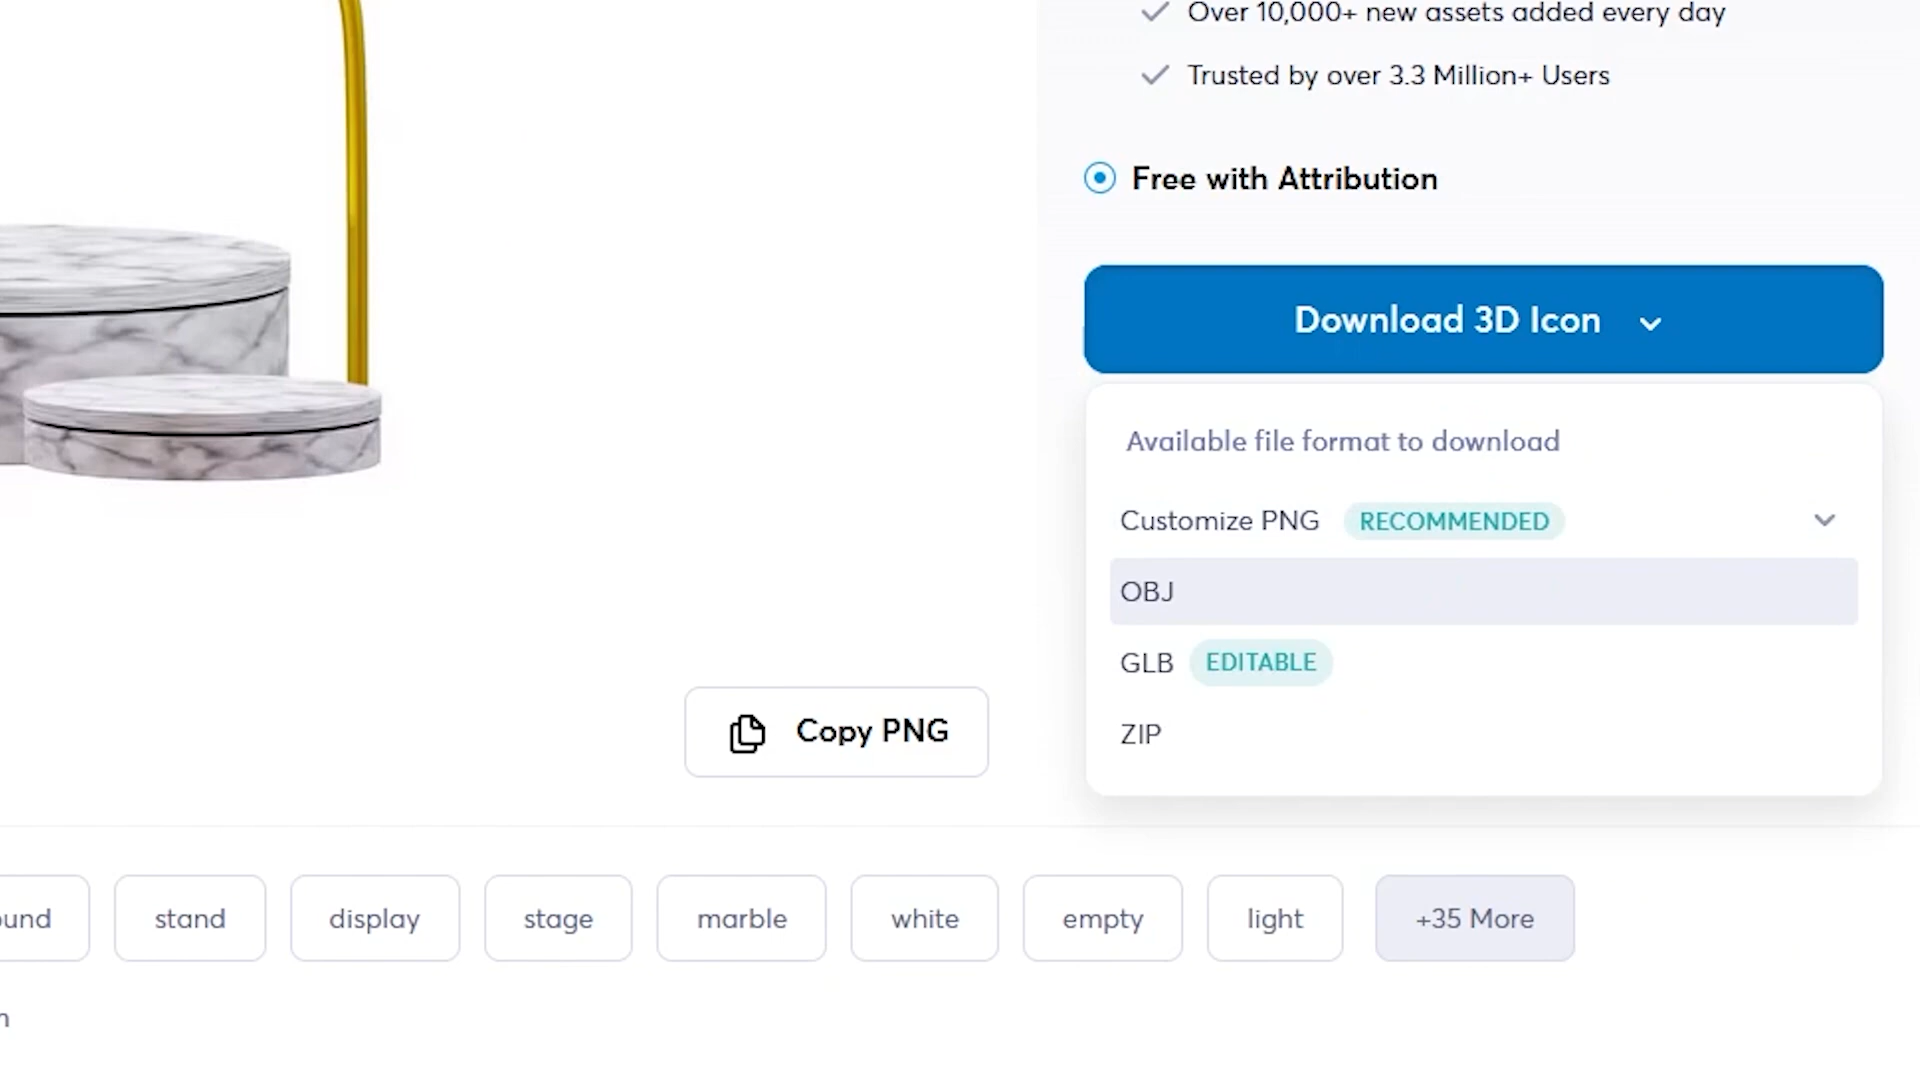 Over 10,000+ new assets added every day
Trusted by over 3.3 Million+ Users
Free with Attribution
Download 3D Icon
Available file format to download
Customize PNG RECOMMENDED
OBJ
GLB EDITABLE
ZIP
Copy PNG
stand display stage marble white empty light +35 More